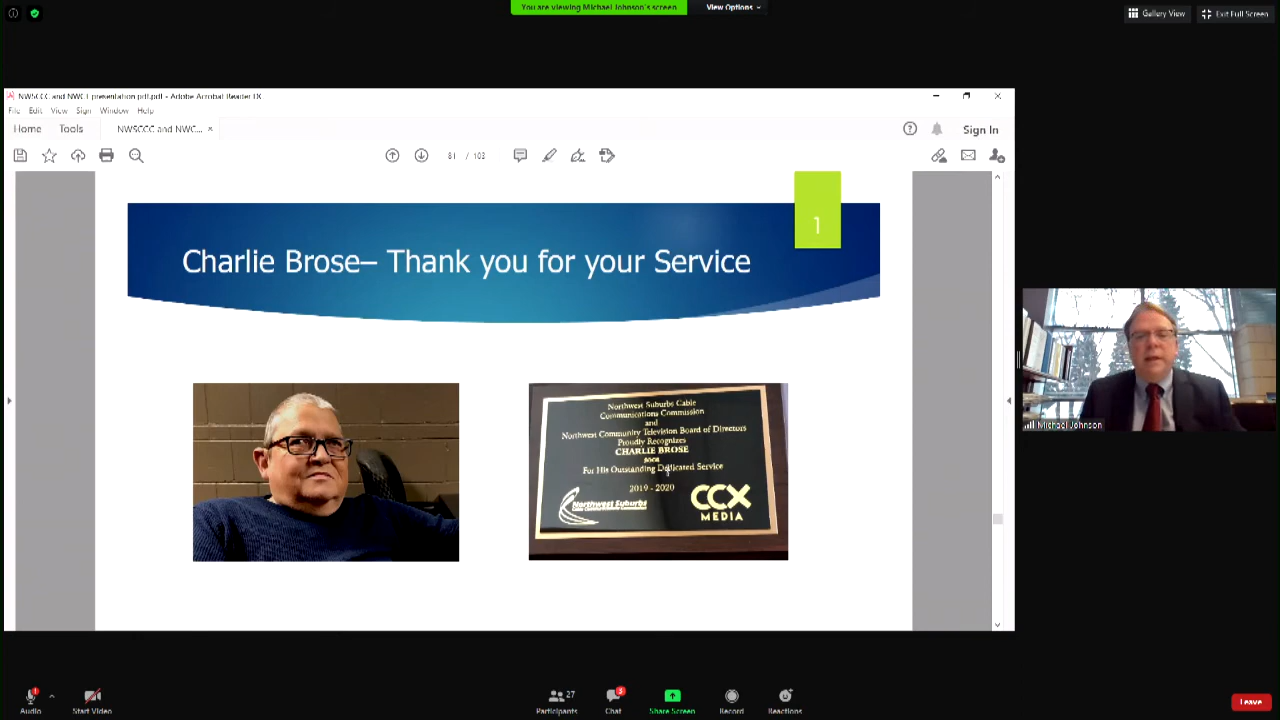 You are viewing Michael Johnson's screen
View Options
Gallery View
Exit Full Screen
NWSCCC and NWCT presentation pdf.pdf - Adobe Acrobat Reader DC
File Edit View Sign Window Help
Home Tools NWSCCC and NWC... ×
Sign In
81 / 103
1
Charlie Brose– Thank you for your Service
Northwest Suburbs Cable
Communications Commission
and
Northwest Community Television Board of Directors
Proudly Recognizes
CHARLIE BROSE
For His Outstanding Dedicated Service
2019 - 2020
Northwest Suburbs
CCX
MEDIA
Michael Johnson
Audio
Start Video
27
Participants
3
Chat
Share Screen
Record
Reactions
Leave